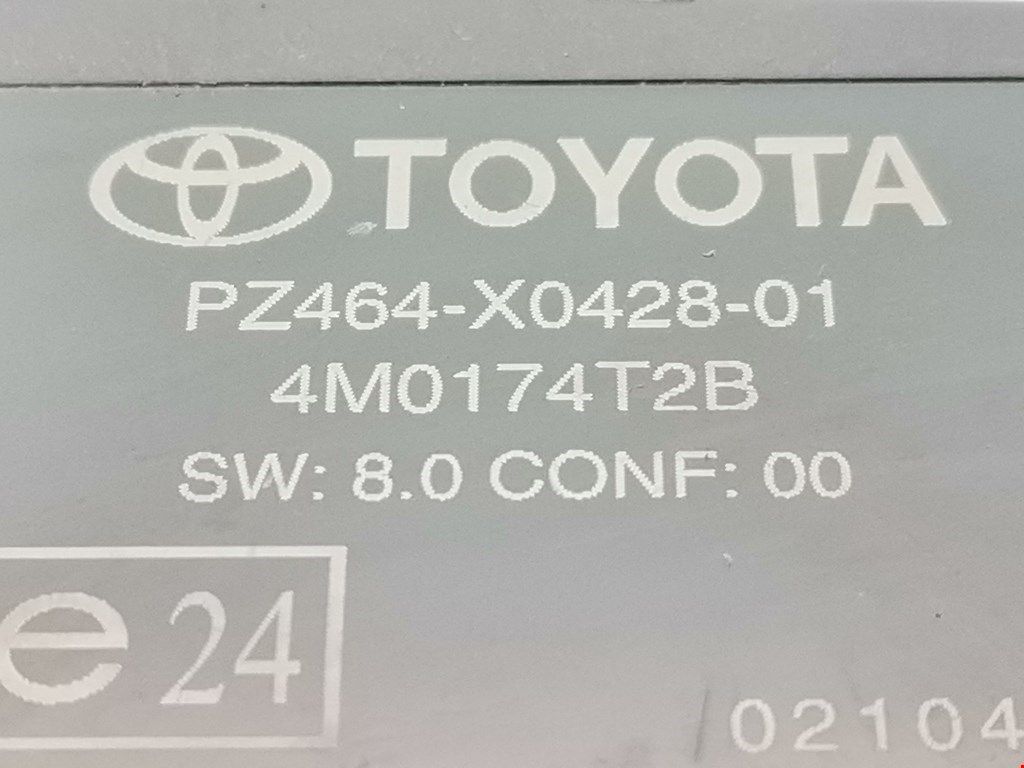 TOYOTA
PZ464-X0428-01
4M0174T2B
SW: 8.0 CONF: 00
e24
02104